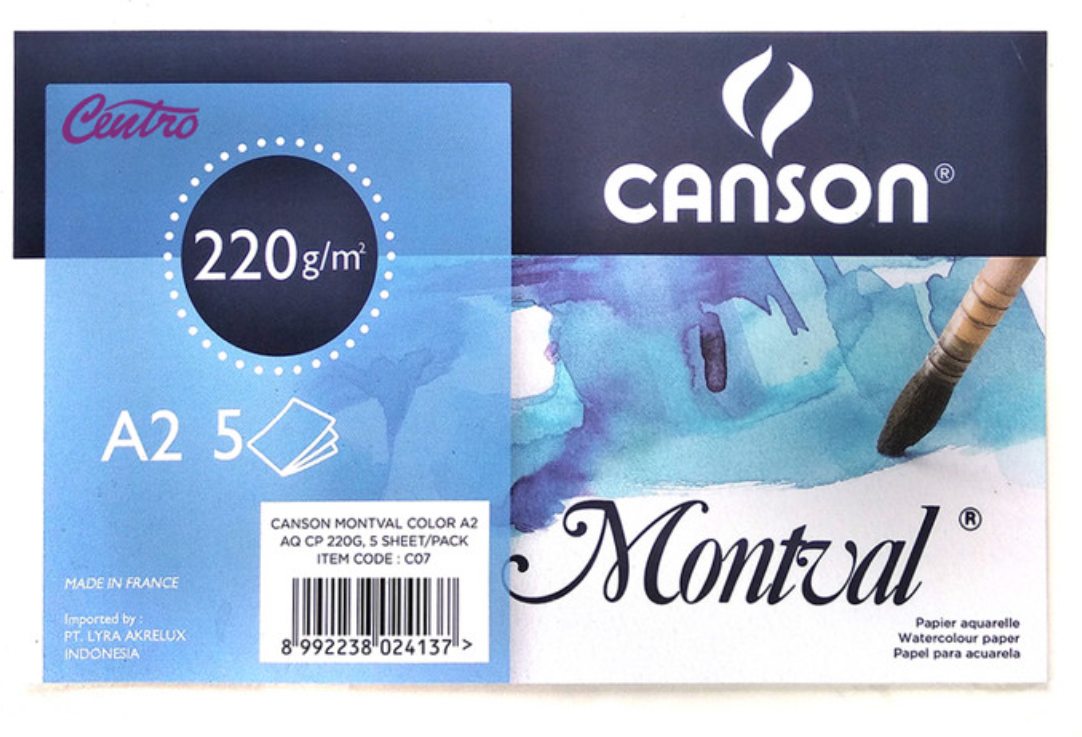 Centro
220g/m²
A2 5
CANSON MONTVAL COLOR A2
AQ CP 220G, 5 SHEET/PACK
ITEM CODE : C07
8 992238 024137 >
MADE IN FRANCE
Imported by :
PT. LYRA AKRELUX
INDONESIA
CANSON®
Montval®
Papier aquarelle
Watercolour paper
Papel para acuarela